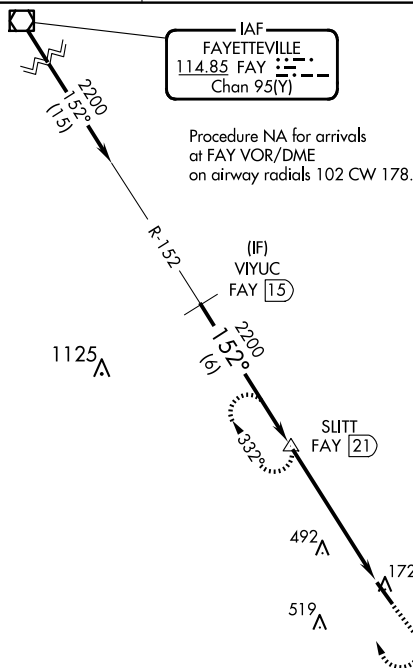 IAF
FAYETTEVILLE
114.85 FAY
Chan 95(Y)
2200
152°
(15)
Procedure NA for arrivals
at FAY VOR/DME
on airway radials 102 CW 178.
R-152
(IF)
VIYUC
FAY 15
2200
152°
(6)
1125
332°
SLITT
FAY 21
492
172
519